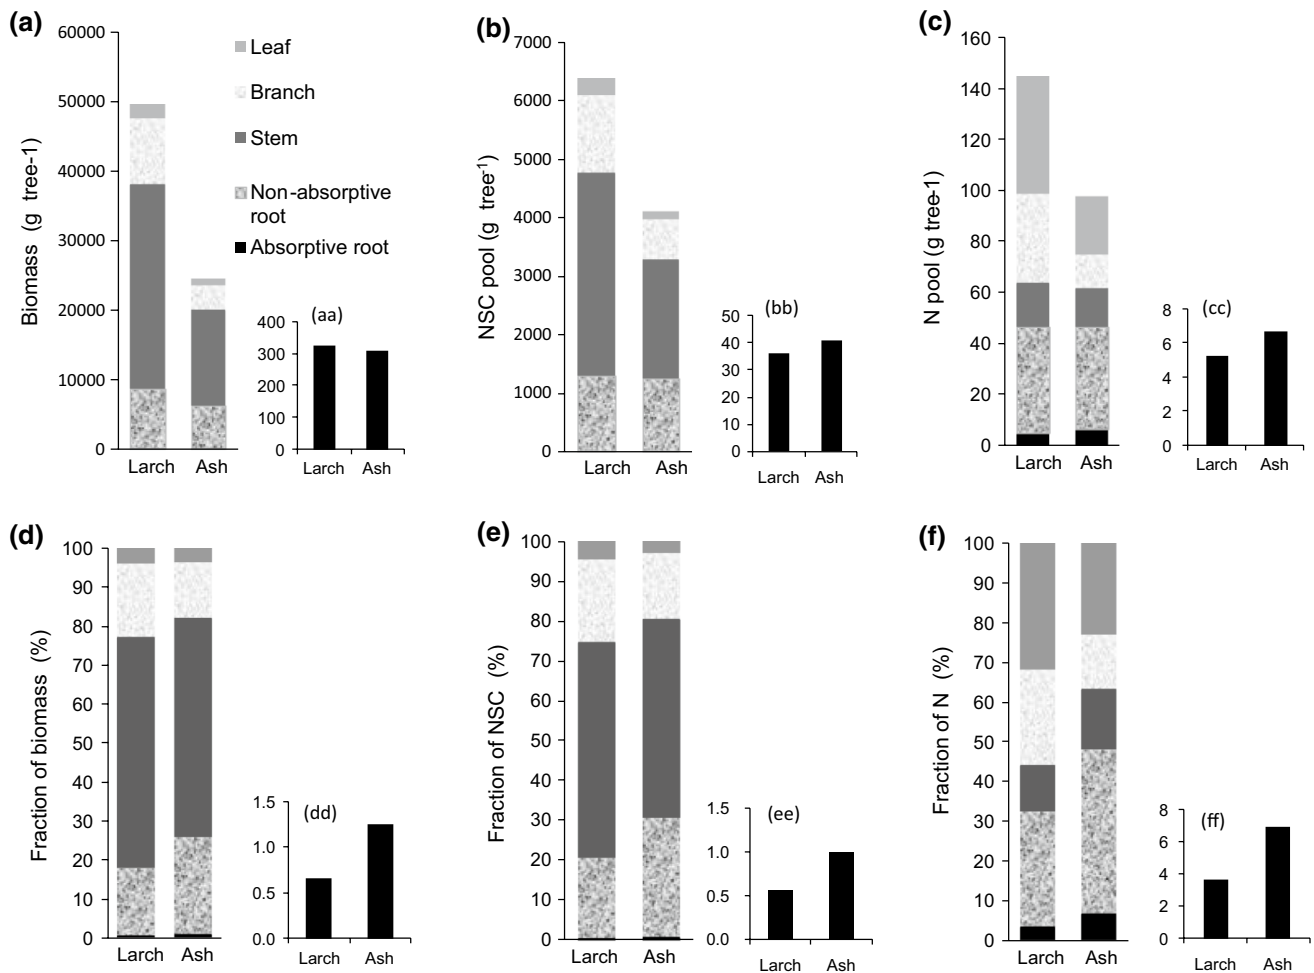 (a)
60000
50000
40000
30000
20000
10000
0
Biomass (g tree-1)
Larch Ash
Leaf
Branch
Stem
Non-absorptive
root
Absorptive root
(aa)
400
300
200
100
0
Larch Ash
(b)
7000
6000
5000
4000
3000
2000
1000
0
NSC pool (g tree-1)
Larch Ash
(bb)
50
40
30
20
10
0
Larch Ash
(c)
160
140
120
100
80
60
40
20
0
N pool (g tree-1)
Larch Ash
(cc)
8
6
4
2
0
Larch Ash
(d)
100
90
80
70
60
50
40
30
20
10
0
Fraction of biomass (%)
Larch Ash
(dd)
1.5
1.0
0.5
0.0
Larch Ash
(e)
100
90
80
70
60
50
40
30
20
10
0
Fraction of NSC (%)
Larch Ash
(ee)
1.5
1.0
0.5
0.0
Larch Ash
(f)
100
90
80
70
60
50
40
30
20
10
0
Fraction of N (%)
Larch Ash
(ff)
8
6
4
2
0
Larch Ash